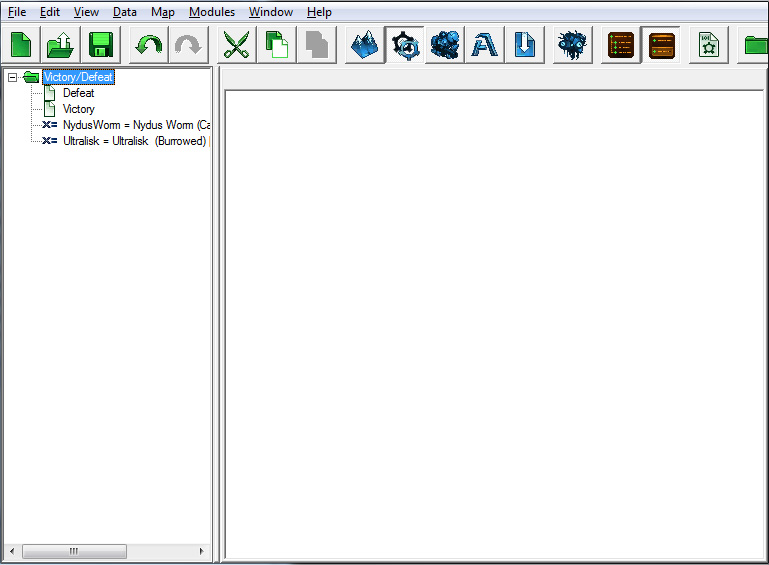 File Edit View Data Map Modules Window Help
Victory/Defeat
Defeat
Victory
X= NydusWorm = Nydus Worm (Ca
X= Ultralisk = Ultralisk (Burrowed)